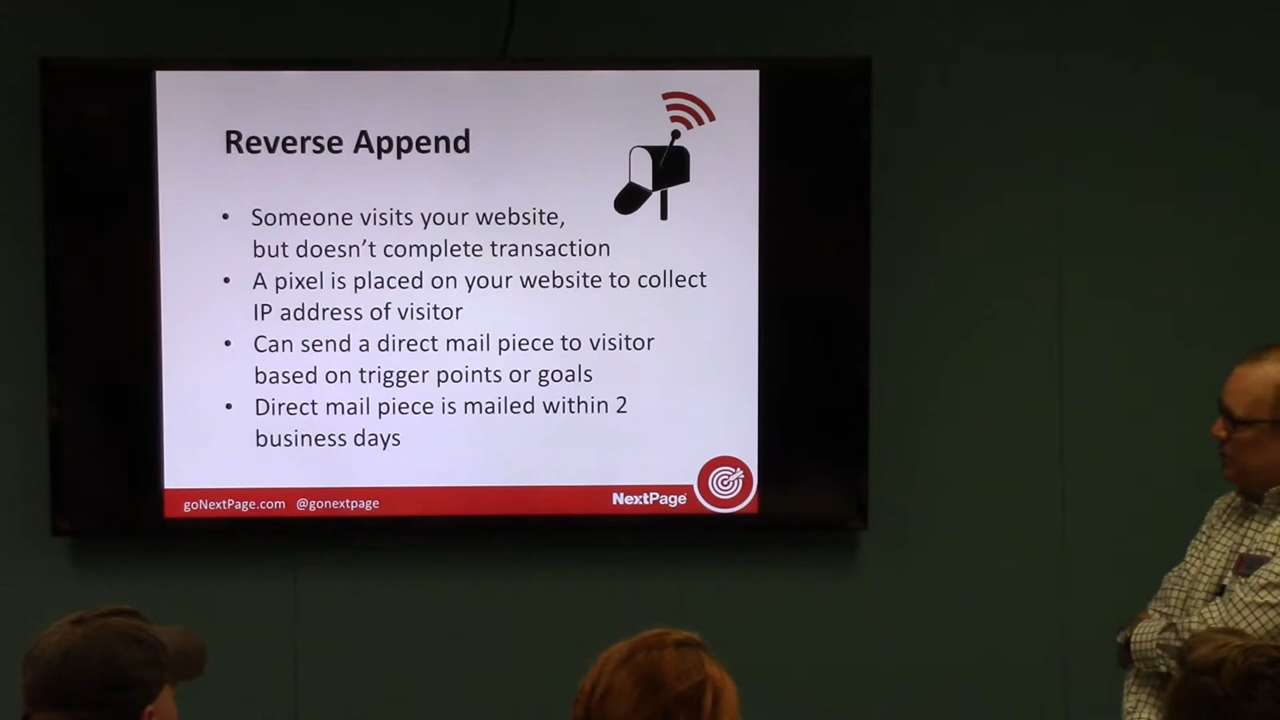 Reverse Append
• Someone visits your website,
but doesn't complete transaction
• A pixel is placed on your website to collect
IP address of visitor
• Can send a direct mail piece to visitor
based on trigger points or goals
• Direct mail piece is mailed within 2
business days
goNextPage.com @gonextpage
NextPage